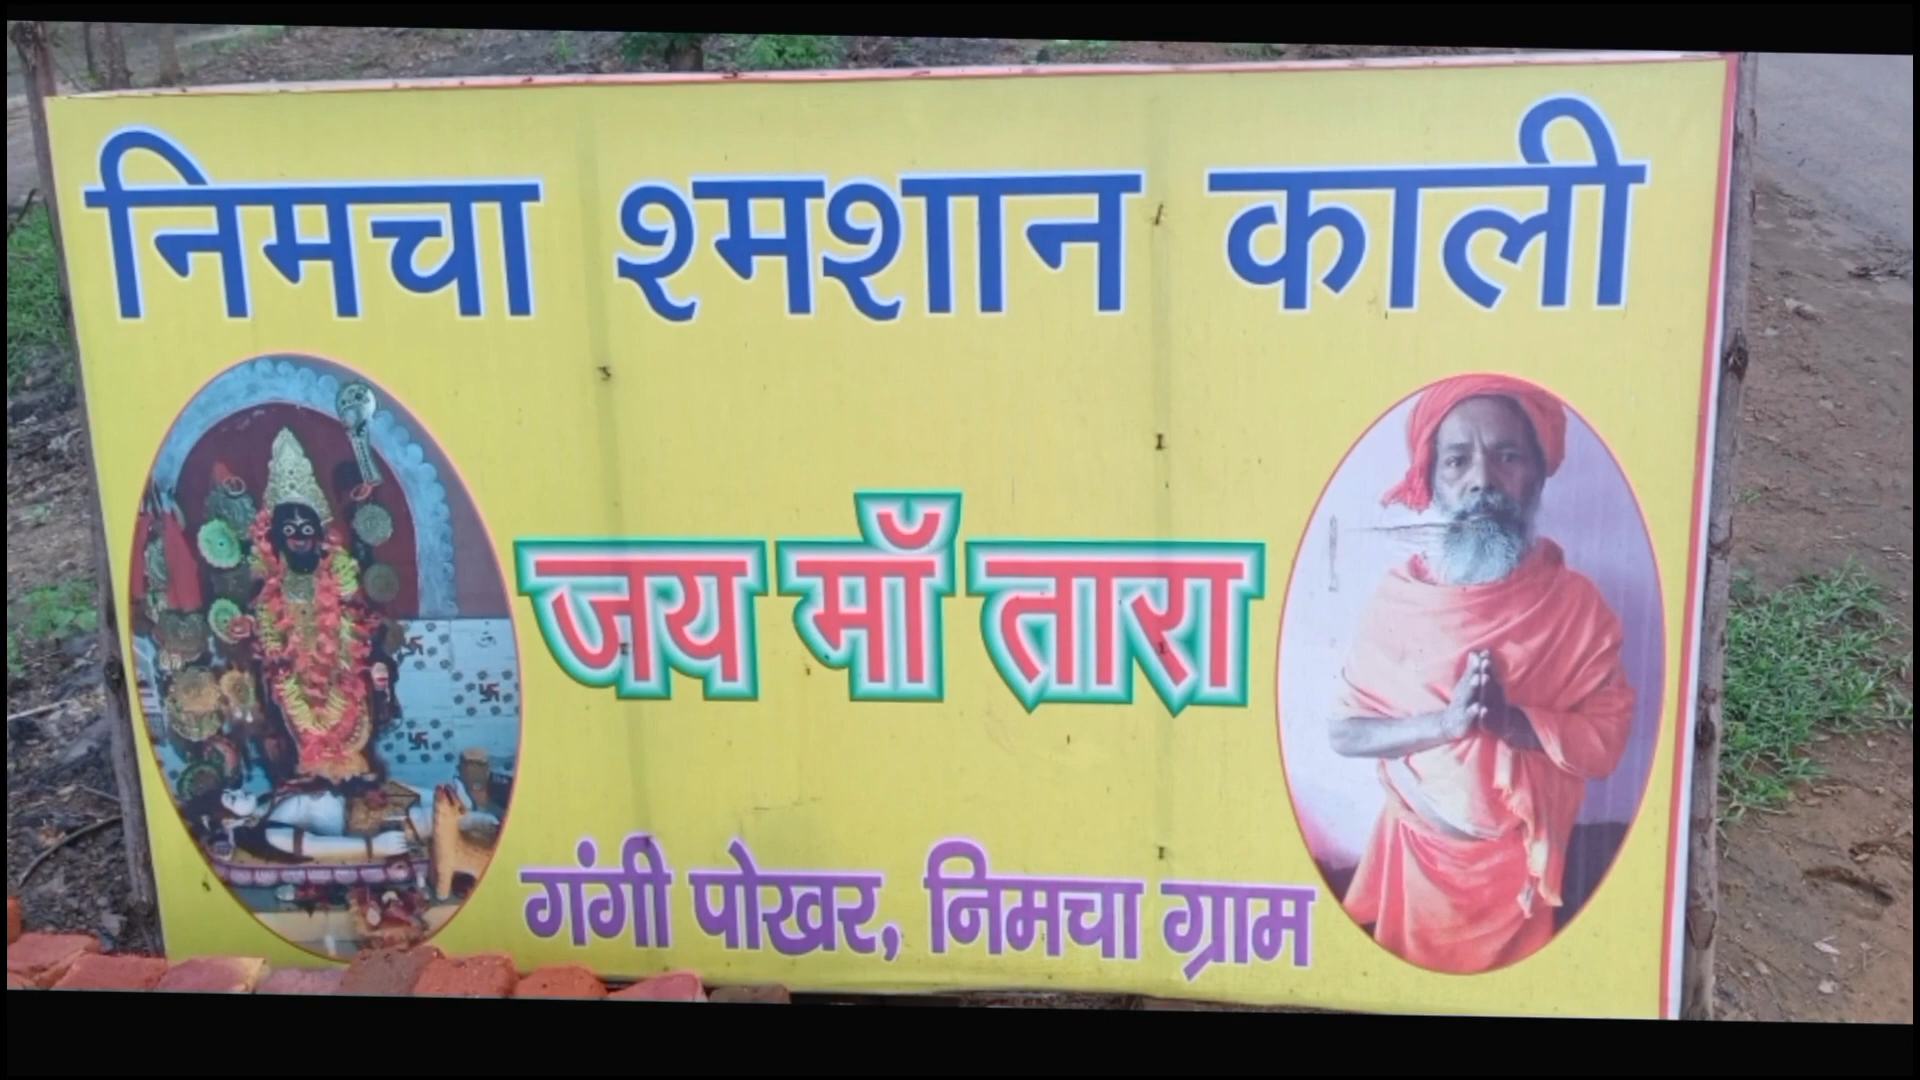 निमचा श्मशान काली
जय माॅं तारा
गंगी पोखर, निमचा ग्राम